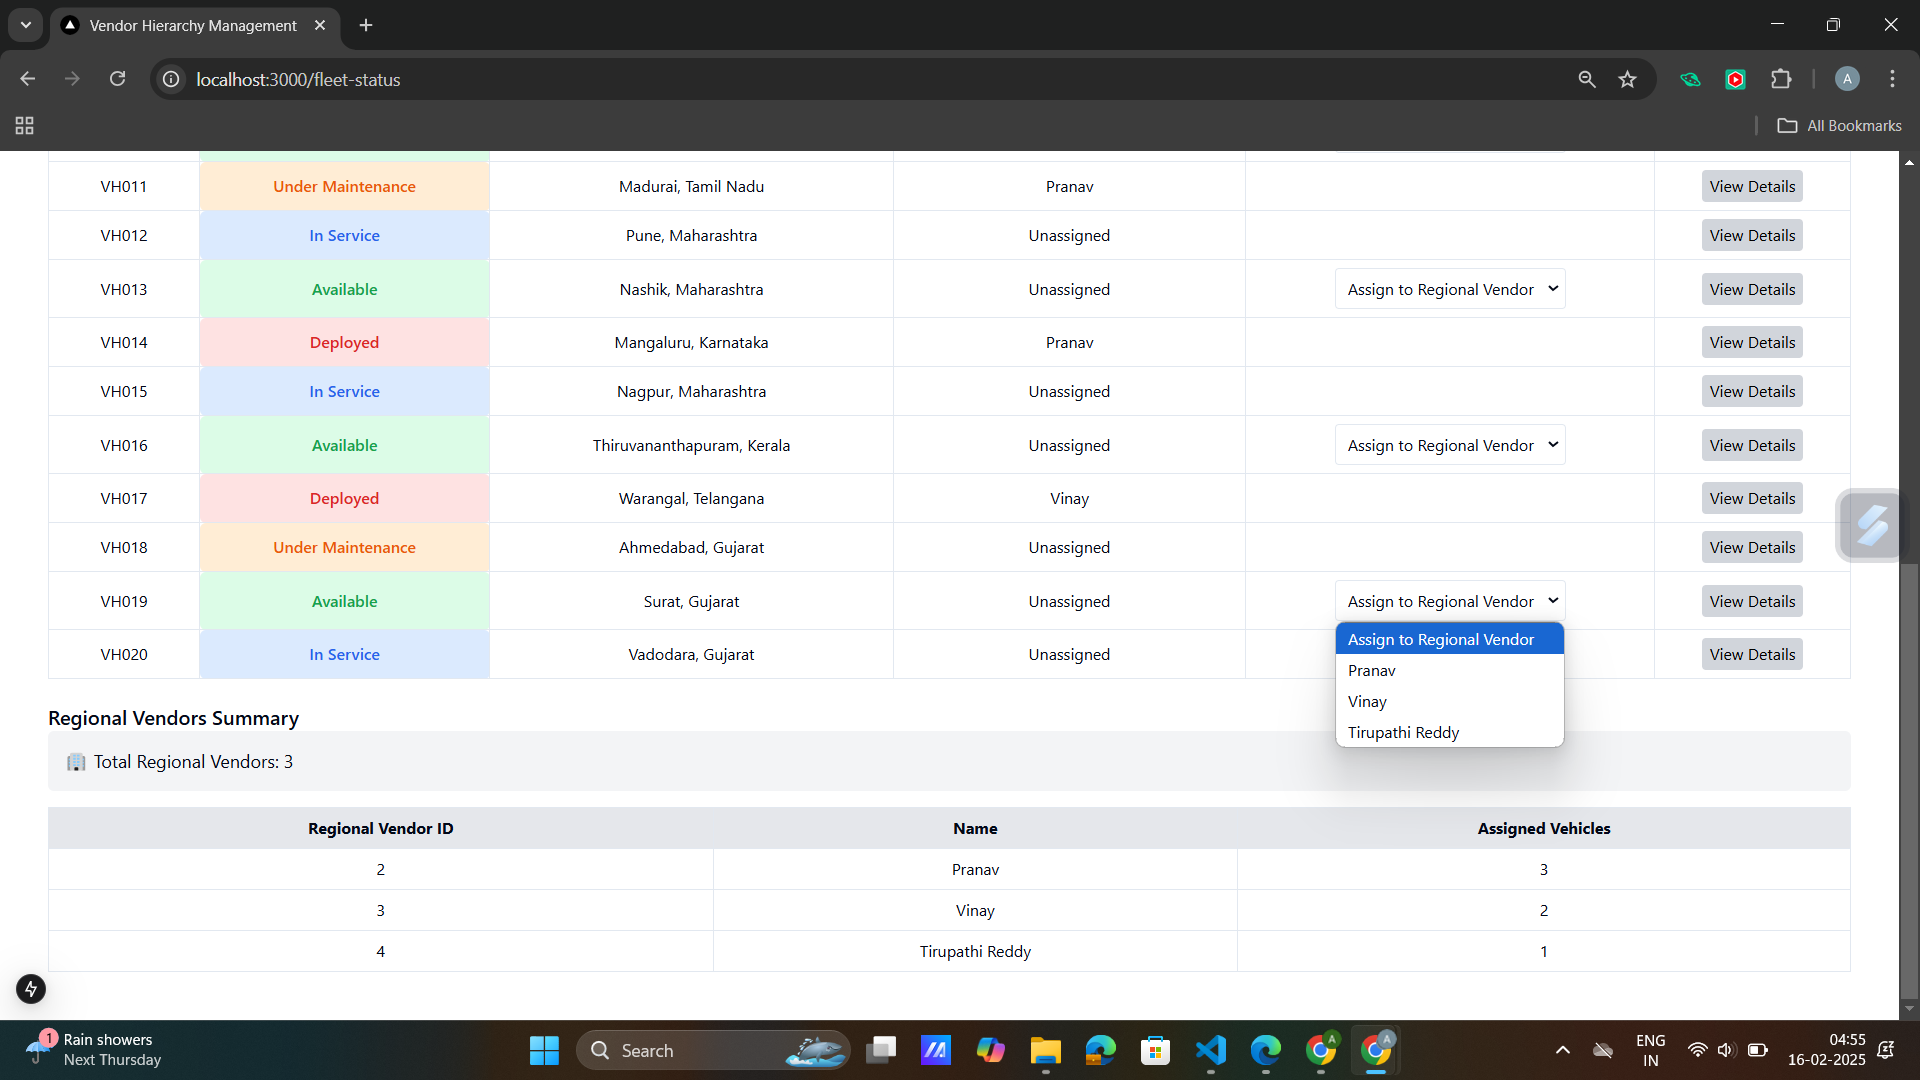 Vendor Hierarchy Management
localhost:3000/fleet-status
A
All Bookmarks
VH011 Under Maintenance Madurai, Tamil Nadu Pranav View Details
VH012 In Service Pune, Maharashtra Unassigned View Details
VH013 Available Nashik, Maharashtra Unassigned Assign to Regional Vendor View Details
VH014 Deployed Mangaluru, Karnataka Pranav View Details
VH015 In Service Nagpur, Maharashtra Unassigned View Details
VH016 Available Thiruvananthapuram, Kerala Unassigned Assign to Regional Vendor View Details
VH017 Deployed Warangal, Telangana Vinay View Details
VH018 Under Maintenance Ahmedabad, Gujarat Unassigned View Details
VH019 Available Surat, Gujarat Unassigned Assign to Regional Vendor View Details
Assign to Regional Vendor
VH020 In Service Vadodara, Gujarat Unassigned View Details
Pranav
Vinay
Tirupathi Reddy
Regional Vendors Summary
Total Regional Vendors: 3
Regional Vendor ID Name Assigned Vehicles
2 Pranav 3
3 Vinay 2
4 Tirupathi Reddy 1
1
Rain showers
Next Thursday
Search
A
A
ENG
IN
04:55
16-02-2025